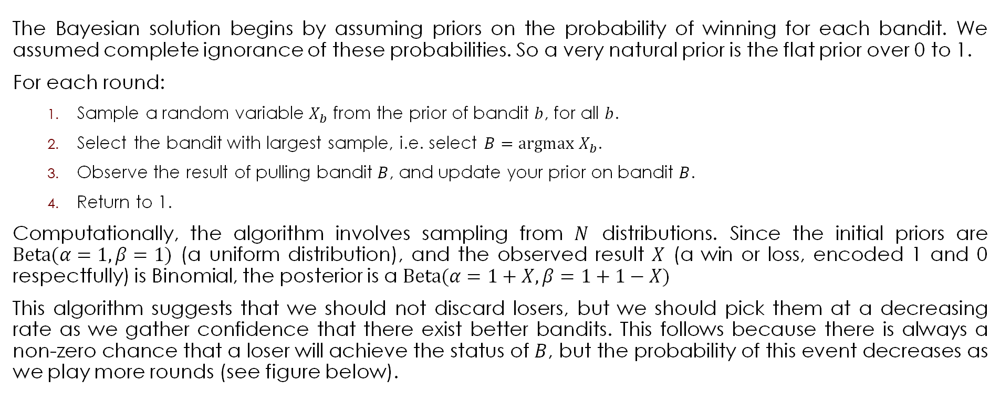 The Bayesian solution begins by assuming priors on the probability of winning for each bandit. We
assumed complete ignorance of these probabilities. So a very natural prior is the flat prior over 0 to 1.
For each round:
1. Sample a random variable X_b from the prior of bandit b, for all b.
2. Select the bandit with largest sample, i.e. select B = argmax X_b.
3. Observe the result of pulling bandit B, and update your prior on bandit B.
4. Return to 1.
Computationally, the algorithm involves sampling from N distributions. Since the initial priors are
Beta(α = 1, β = 1) (a uniform distribution), and the observed result X (a win or loss, encoded 1 and 0
respectfully) is Binomial, the posterior is a Beta(α = 1 + X, β = 1 + 1 − X)
This algorithm suggests that we should not discard losers, but we should pick them at a decreasing
rate as we gather confidence that there exist better bandits. This follows because there is always a
non-zero chance that a loser will achieve the status of B, but the probability of this event decreases as
we play more rounds (see figure below).